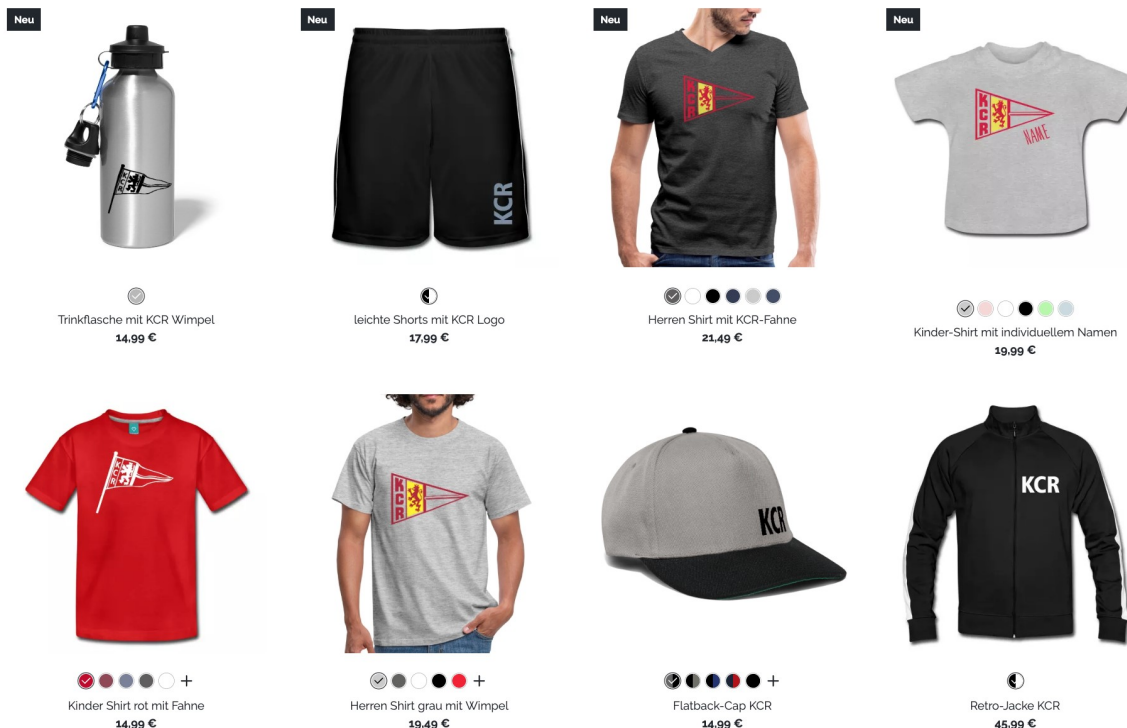 Neu
Neu
Neu
Neu
KCR
KCR
KCR
NAME
Trinkflasche mit KCR Wimpel
14,99 €
leichte Shorts mit KCR Logo
17,99 €
Herren Shirt mit KCR-Fahne
21,49 €
Kinder-Shirt mit individuellem Namen
19,99 €
KCR
KCR
KCR
KCR
Kinder Shirt rot mit Fahne
14,99 €
Herren Shirt grau mit Wimpel
19,49 €
Flatback-Cap KCR
14,99 €
Retro-Jacke KCR
45,99 €